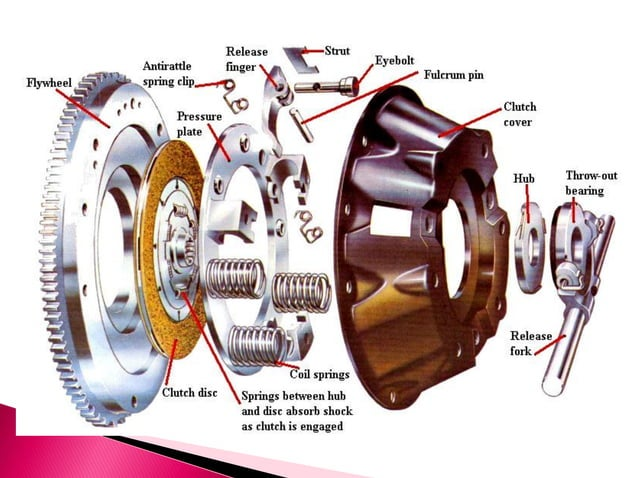 Release
finger
Strut
Eyebolt
Antirattle
spring clip
Fulcrum pin
Flywheel
Clutch
cover
Pressure
plate
Hub
Throw-out
bearing
Release
fork
Coil springs
Clutch disc
Springs between hub
and disc absorb shock
as clutch is engaged